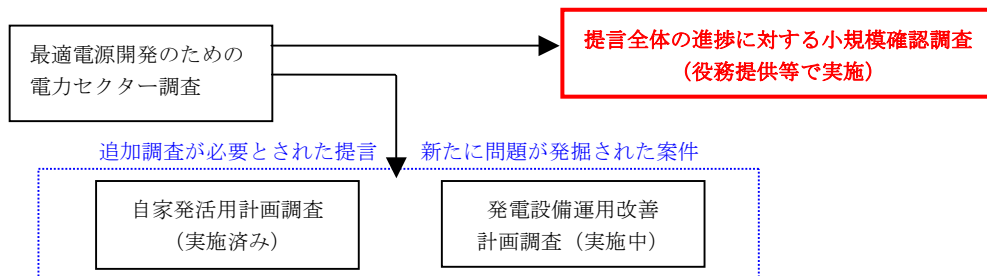 最適電源開発のための
電力セクター調査
提言全体の進捗に対する小規模確認調査
（役務提供等で実施）
追加調査が必要とされた提言
新たに問題が発掘された案件
自家発活用計画調査
（実施済み）
発電設備運用改善
計画調査（実施中）